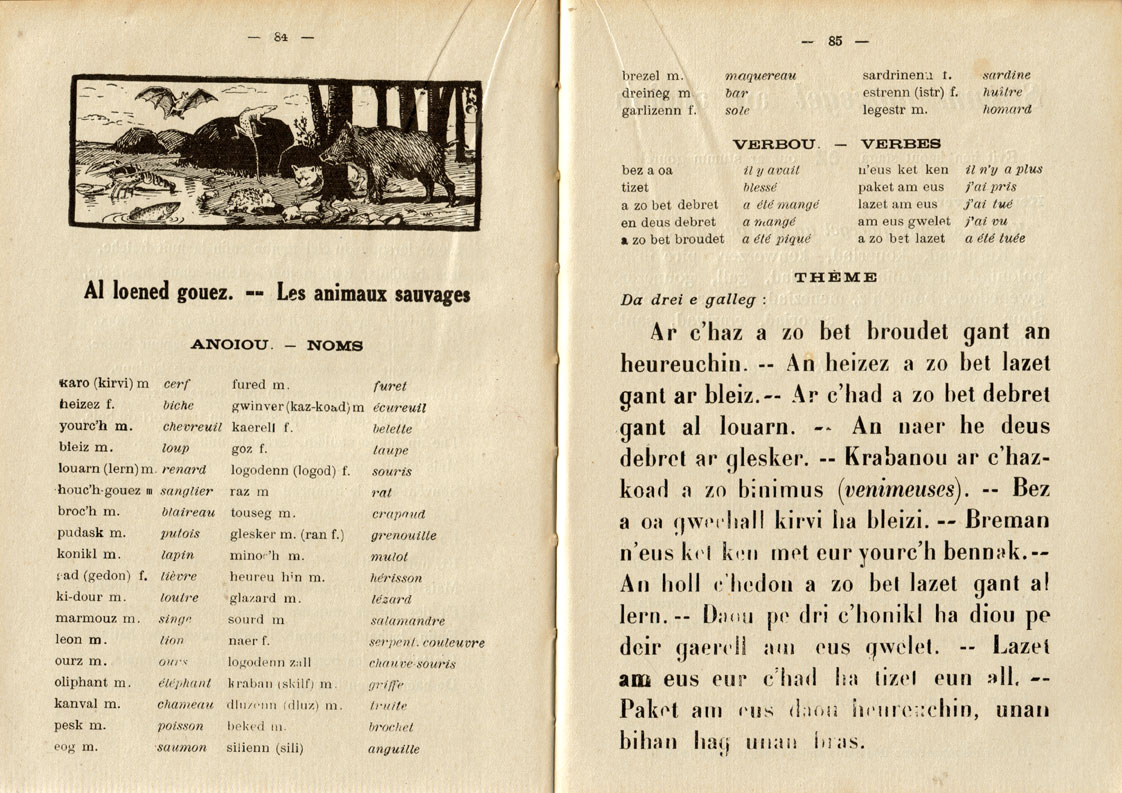 — 84 —
Al loened gouez. -- Les animaux sauvages
ANOIOU. — NOMS
karo (kirvi) m cerf fured m. furet
heizez f. biche gwinver (kaz-koad) m écureuil
yourc'h m. chevreuil kaerell f. belette
bleiz m. loup goz f. taupe
louarn (lern) m. renard logodenn (logod) f. souris
houc'h-gouez m sanglier raz m rat
broc'h m. blaireau touseg m. crapaud
pudask m. putois glesker m. (ran f.) grenouille
konikl m. lapin minoc'h m. mulot
gad (gedon) f. lièvre heureuchin m. hérisson
ki-dour m. loutre glazard m. lézard
marmouz m. singe sourd m salamandre
leon m. lion naer f. serpent. couleuvre
ourz m. ours logodenn zall chauve-souris
oliphant m. éléphant kraban (skilf) m. griffe
kanval m. chameau dluzenn (dluz) m. truite
pesk m. poisson beked m. brochet
eog m. saumon silienn (sili) anguille
— 85 —
brezel m. maquereau sardrinenn f. sardine
dreineg m bar estrenn (istr) f. huître
garlizenn f. sole legestr m. homard
VERBOU. — VERBES
bez a oa il y avait n'eus ket ken il n'y a plus
tizet blessé paket am eus j'ai pris
a zo bet debret a été mangé lazet am eus j'ai tué
en deus debret a mangé am eus gwelet j'ai vu
a zo bet broudet a été piqué a zo bet lazet a été tuée
THÈME
Da drei e galleg :
Ar c'haz a zo bet broudet gant an
heureuchin. -- An heizez a zo bet lazet
gant ar bleiz. -- Ar c'had a zo bet debret
gant al louarn. -- An naer he deus
debret ar glesker. -- Krabanou ar c'haz-
koad a zo binimus (venimeuses). -- Bez
a oa gwechall kirvi ha bleizi. -- Breman
n'eus ket ken met eur yourc'h bennak. --
An holl c'hedon a zo bet lazet gant al
lern. -- Daou pe dri c'honikl ha diou pe
deir gaerell am eus gwelet. -- Lazet
am eus eur c'had ha tizet eun all. --
Paket am eus daou heureuchin, unan
bihan hag unan bras.